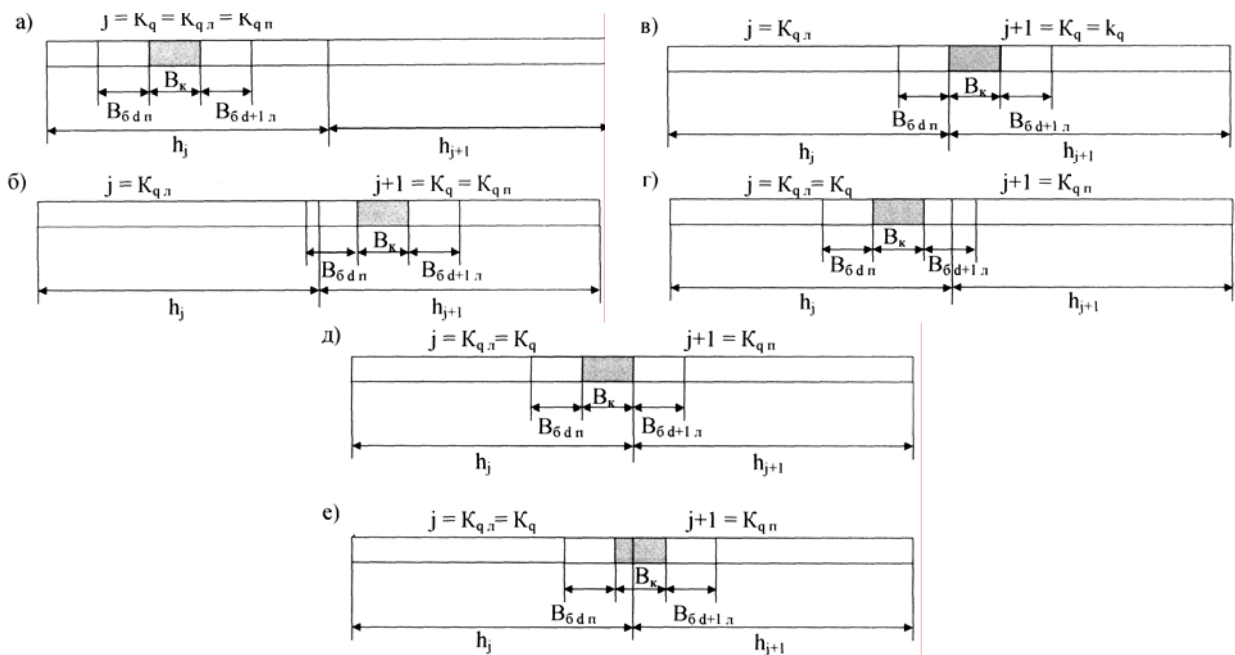 а)
j = K_q = K_q л = K_q п
B_к
B_б d п B_б d+1 л
h_j h_j+1
в)
j = K_q л j+1 = K_q = k_q
B_к
B_б d п B_б d+1 л
h_j h_j+1
б)
j = K_q л j+1 = K_q = K_q п
B_к
B_б d п B_б d+1 л
h_j h_j+1
г)
j = K_q л = K_q j+1 = K_q п
B_к
B_б d п B_б d+1 л
h_j h_j+1
д)
j = K_q л = K_q j+1 = K_q п
B_к
B_б d п B_б d+1 л
h_j h_j+1
е)
j = K_q л = K_q j+1 = K_q п
B_к
B_б d п B_б d+1 л
h_j h_j+1